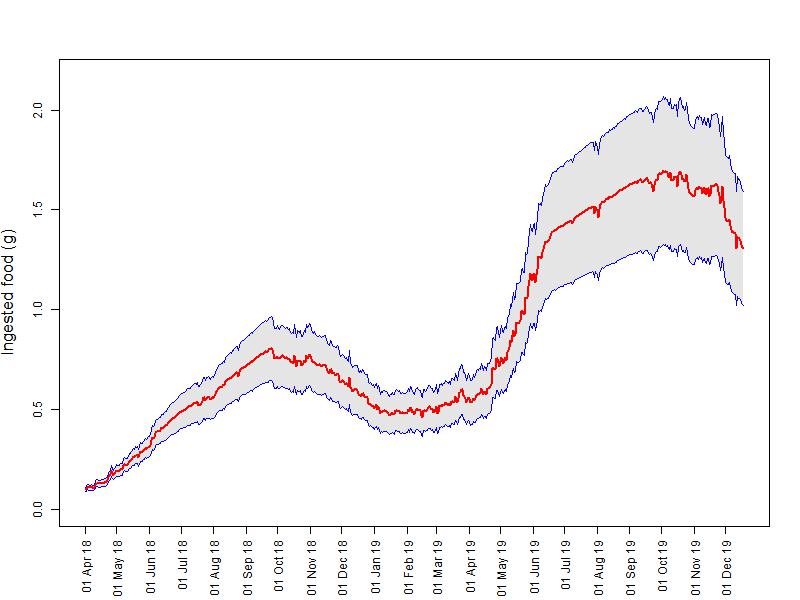 Ingested food (g)
2.0
1.5
1.0
0.5
0.0
01 Apr 18
01 May 18
01 Jun 18
01 Jul 18
01 Aug 18
01 Sep 18
01 Oct 18
01 Nov 18
01 Dec 18
01 Jan 19
01 Feb 19
01 Mar 19
01 Apr 19
01 May 19
01 Jun 19
01 Jul 19
01 Aug 19
01 Sep 19
01 Oct 19
01 Nov 19
01 Dec 19